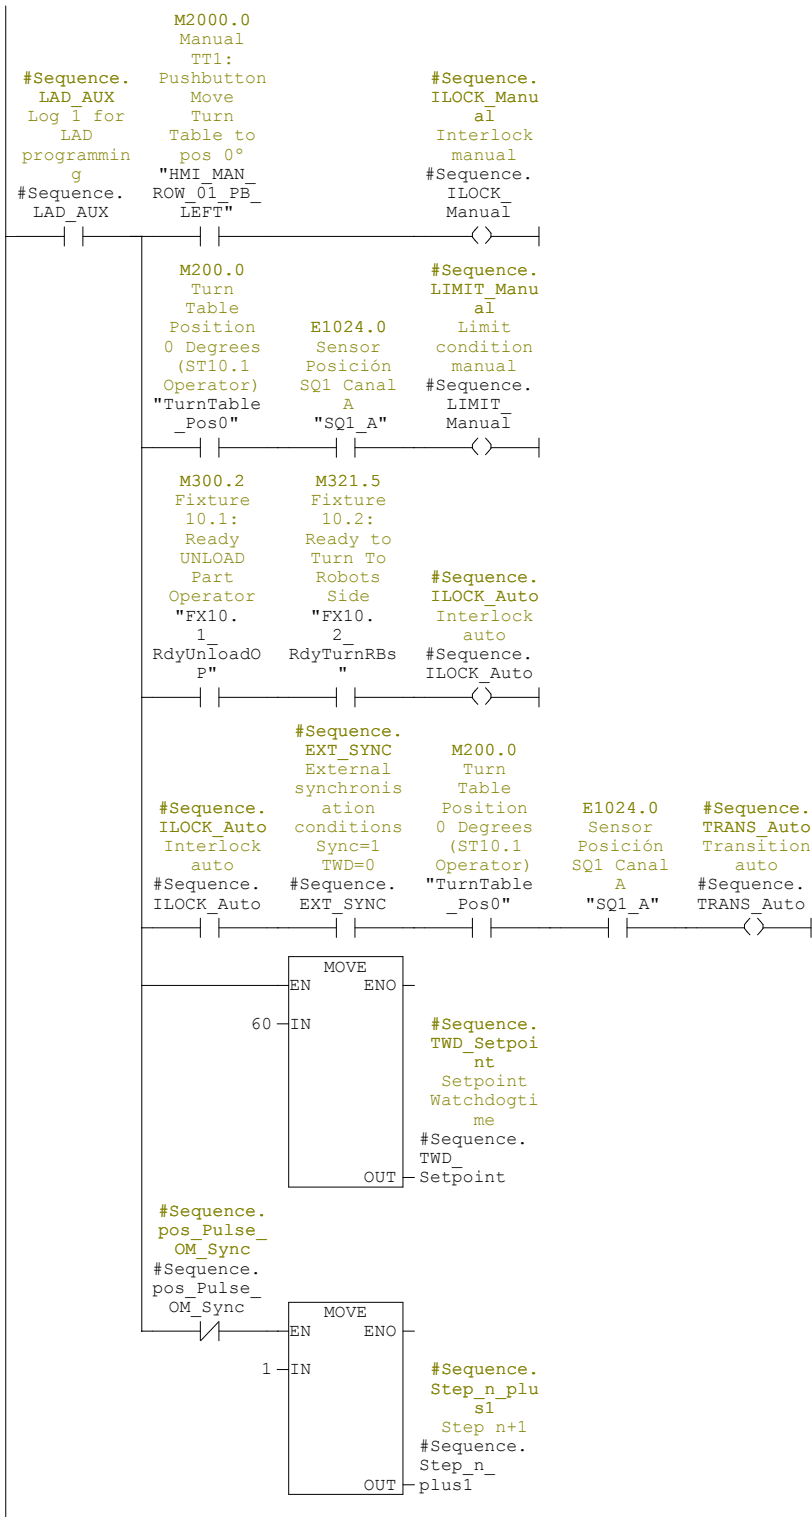 M2000.0
Manual
TT1:
Pushbutton
Move
Turn
Table to
pos 0°
"HMI_MAN_
ROW_01_PB_
LEFT"
#Sequence.
LAD_AUX
Log 1 for
LAD
programmin
g
#Sequence.
LAD_AUX
#Sequence.
ILOCK_Manu
al
Interlock
manual
#Sequence.
ILOCK_
Manual
M200.0
Turn
Table
Position
0 Degrees
(ST10.1
Operator)
"TurnTable
_Pos0"
E1024.0
Sensor
Posición
SQ1 Canal
A
"SQ1_A"
#Sequence.
LIMIT_Manu
al
Limit
condition
manual
#Sequence.
LIMIT_
Manual
M300.2
Fixture
10.1:
Ready
UNLOAD
Part
Operator
"FX10.
1_
RdyUnloadO
P"
M321.5
Fixture
10.2:
Ready to
Turn To
Robots
Side
"FX10.
2_
RdyTurnRBs
"
#Sequence.
ILOCK_Auto
Interlock
auto
#Sequence.
ILOCK_Auto
#Sequence.
ILOCK_Auto
Interlock
auto
#Sequence.
ILOCK_Auto
#Sequence.
EXT_SYNC
External
synchronis
ation
conditions
Sync=1
TWD=0
#Sequence.
EXT_SYNC
M200.0
Turn
Table
Position
0 Degrees
(ST10.1
Operator)
"TurnTable
_Pos0"
E1024.0
Sensor
Posición
SQ1 Canal
A
"SQ1_A"
#Sequence.
TRANS_Auto
Transition
auto
#Sequence.
TRANS_Auto
MOVE
EN ENO
60 IN
#Sequence.
TWD_Setpoi
nt
Setpoint
Watchdogti
me
#Sequence.
TWD_
OUT Setpoint
#Sequence.
pos_Pulse_
OM_Sync
#Sequence.
pos_Pulse_
OM_Sync
MOVE
EN ENO
1 IN
#Sequence.
Step_n_plu
s1
Step n+1
#Sequence.
Step_n_
OUT plus1